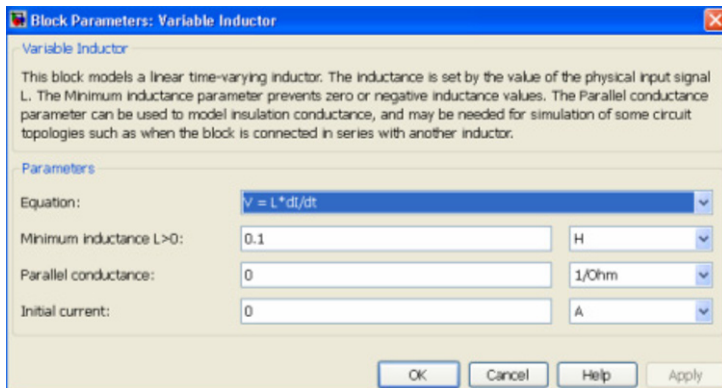 Block Parameters: Variable Inductor
Variable Inductor
This block models a linear time-varying inductor. The inductance is set by the value of the physical input signal
L. The Minimum inductance parameter prevents zero or negative inductance values. The Parallel conductance
parameter can be used to model insulation conductance, and may be needed for simulation of some circuit
topologies such as when the block is connected in series with another inductor.
Parameters
Equation: V = L*dI/dt
Minimum inductance L>0: 0.1 H
Parallel conductance: 0 1/Ohm
Initial current: 0 A
OK Cancel Help Apply